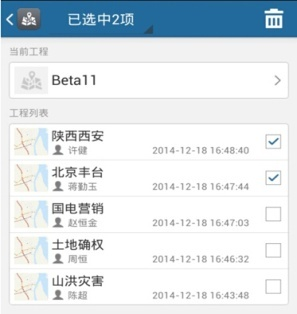 已选中2项
当前工程
Beta11
工程列表
陕西西安
许健 2014-12-18 16:48:40
北京丰台
蒋勤玉 2014-12-18 16:47:44
国电营销
赵恒金 2014-12-18 16:47:03
土地确权
周恒 2014-12-18 16:46:32
山洪灾害
陈超 2014-12-18 16:43:48